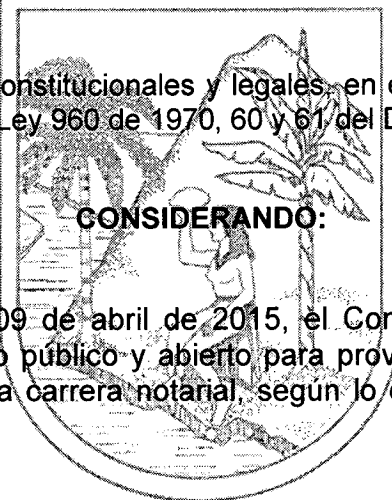 onstitucionales y legales, en
Ley 960 de 1970, 60 y 61 del D
CONSIDERANDO:
09 de abril de 2015, el Con
o público y abierto para prov
a carrera notarial, según lo